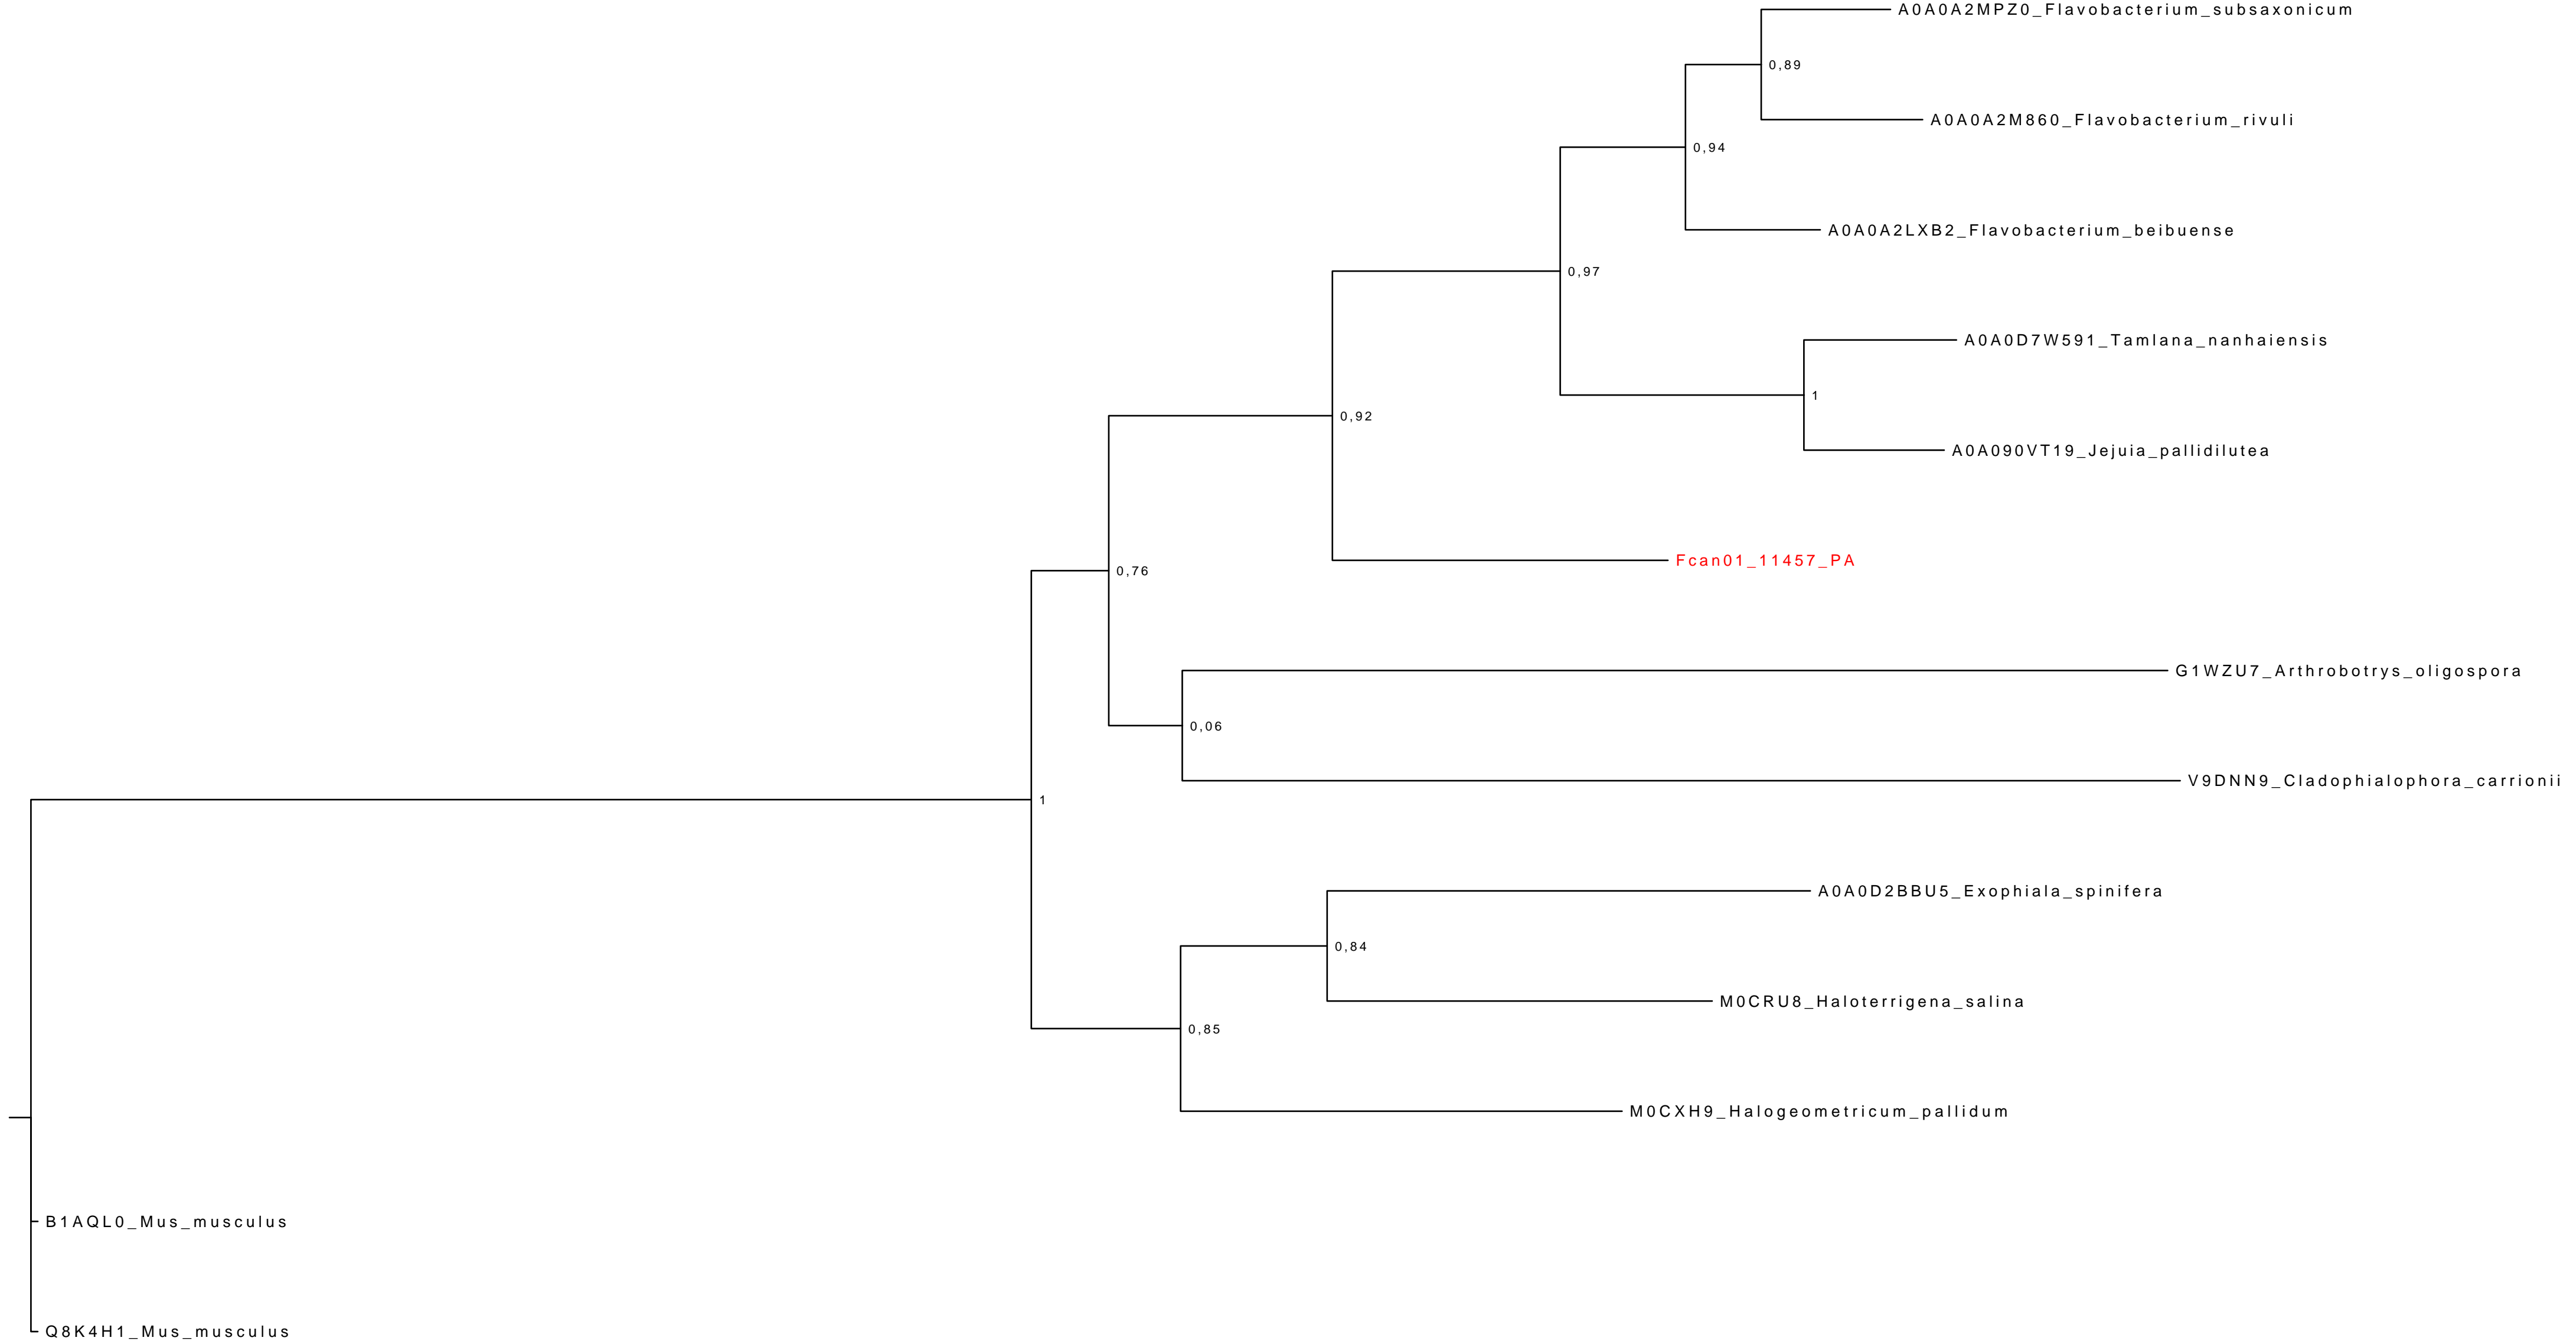 A0A0A2MPZ0_Flavobacterium_subsaxonicum
0,89
A0A0A2M860_Flavobacterium_rivuli
0,94
A0A0A2LXB2_Flavobacterium_beibuense
0,97
A0A0D7W591_Tamlana_nanhaiensis
1
0,92
A0A090VT19_Jejuia_pallidilutea
Fcan01_11457_PA
0,76
G1WZU7_Arthrobotrys_oligospora
0,06
V9DNN9_Cladophialophora_carrionii
1
A0A0D2BBU5_Exophiala_spinifera
0,84
M0CRU8_Haloterrigena_salina
0,85
M0CXH9_Halogeometricum_pallidum
B1AQL0_Mus_musculus
Q8K4H1_Mus_musculus